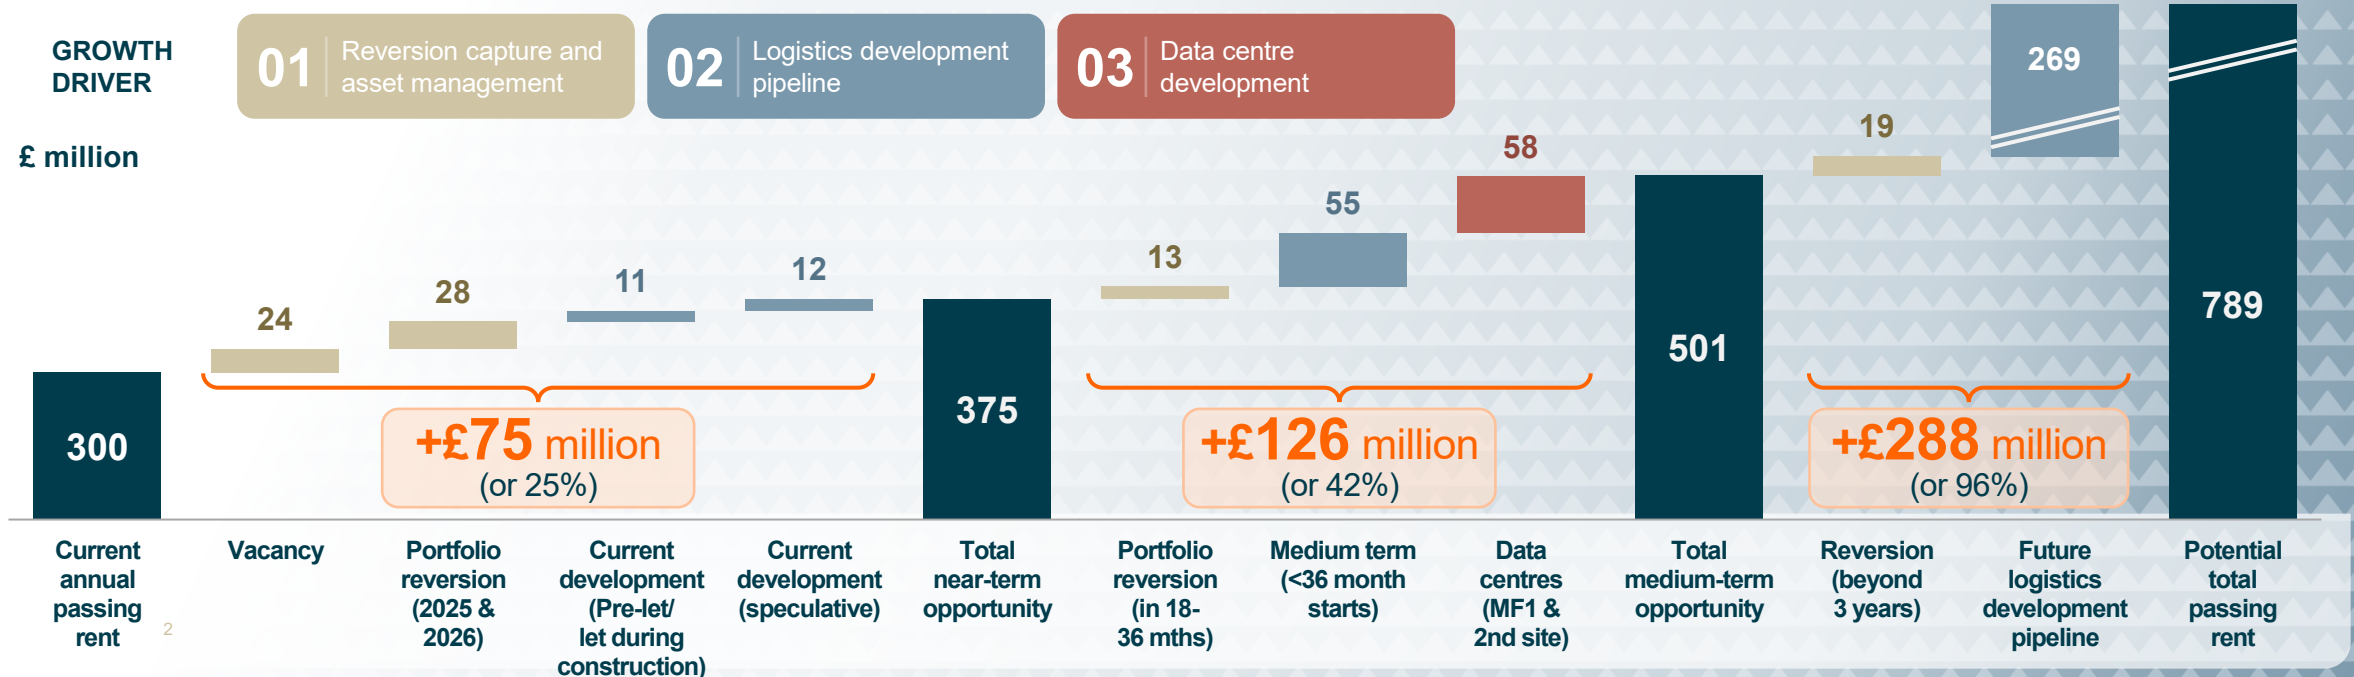 GROWTH
DRIVER
01
Reversion capture and
asset management
02
Logistics development
pipeline
03
Data centre
development
£ million
300
24
28
11
12
375
13
55
58
501
19
269
789
+£75 million
(or 25%)
+£126 million
(or 42%)
+£288 million
(or 96%)
Current
annual
passing
rent
Vacancy
Portfolio
reversion
(2025 &
2026)
Current
development
(Pre-let/
let during
construction)
Current
development
(speculative)
Total
near-term
opportunity
Portfolio
reversion
(in 18-
36 mths)
Medium term
(<36 month
starts)
Data
centres
(MF1 &
2nd site)
Total
medium-term
opportunity
Reversion
(beyond
3 years)
Future
logistics
development
pipeline
Potential
total
passing
rent
2